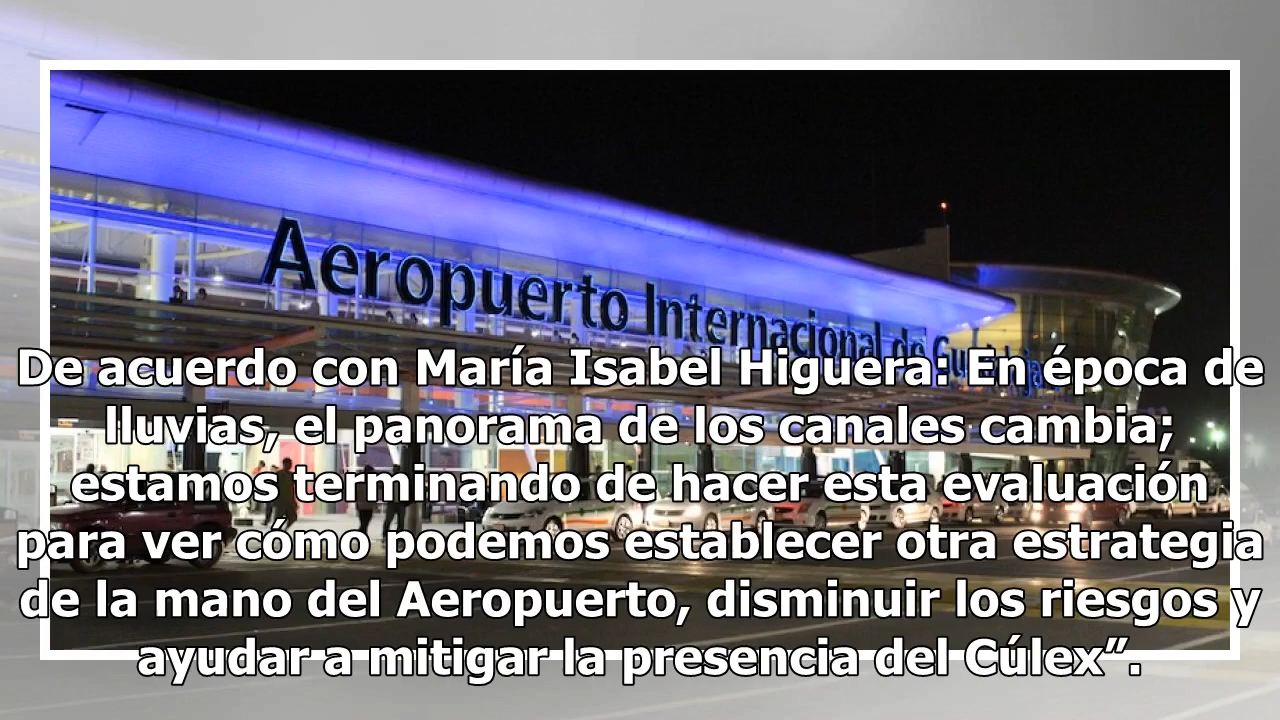 Aeropuerto Internacional de
De acuerdo con María Isabel Higuera: En época de
lluvias, el panorama de los canales cambia;
estamos terminando de hacer esta evaluación
para ver cómo podemos establecer otra estrategia
de la mano del Aeropuerto, disminuir los riesgos y
ayudar a mitigar la presencia del Cúlex”.